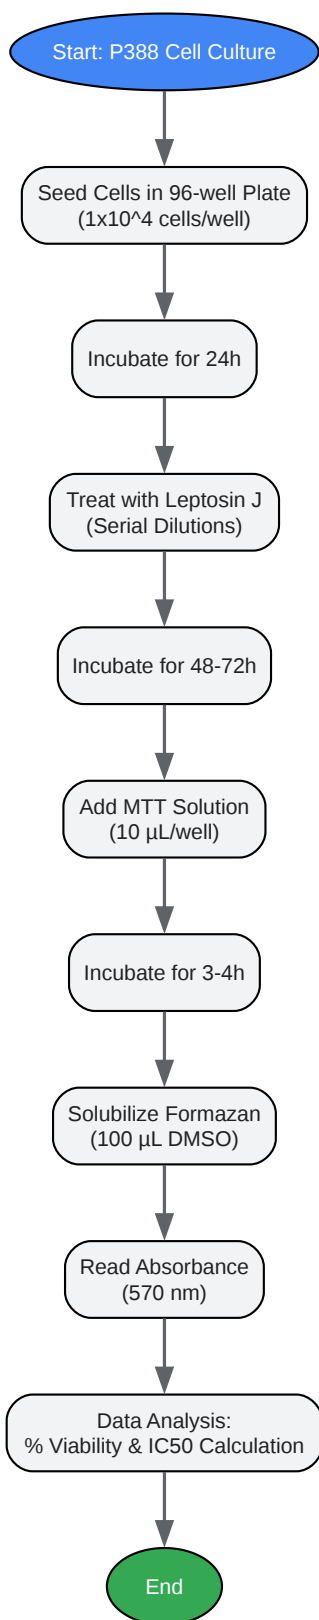 Start: P388 Cell Culture
Seed Cells in 96-well Plate
(1x10^4 cells/well)
Incubate for 24h
Treat with Leptosin J
(Serial Dilutions)
Incubate for 48-72h
Add MTT Solution
(10 µL/well)
Incubate for 3-4h
Solubilize Formazan
(100 µL DMSO)
Read Absorbance
(570 nm)
Data Analysis:
% Viability & IC50 Calculation
End